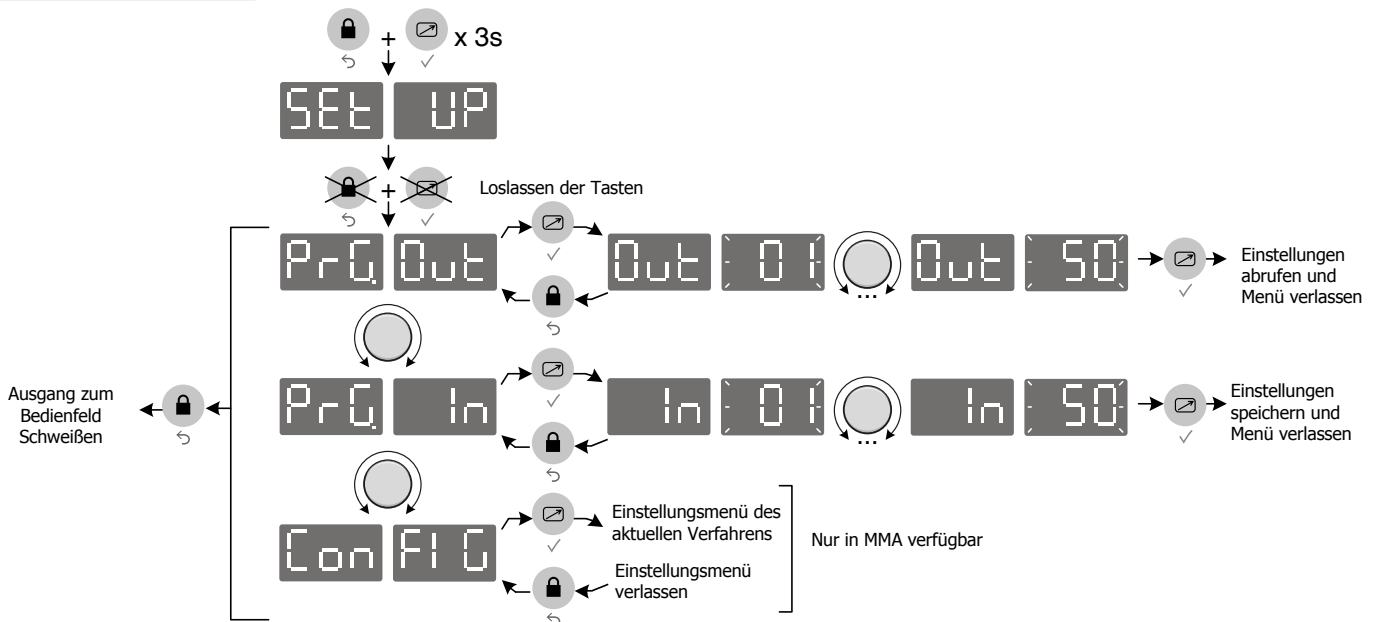 + x 3s
SEt UP
+ Loslassen der Tasten
PrG. Out
Out 01
...
Out 50
Einstellungen
abrufen und
Menü verlassen
Ausgang zum
Bedienfeld
Schweißen
PrG. In
In 01
...
In 50
Einstellungen
speichern und
Menü verlassen
Con FIG
Einstellungsmenü des
aktuellen Verfahrens
Einstellungsmenü
verlassen
Nur in MMA verfügbar